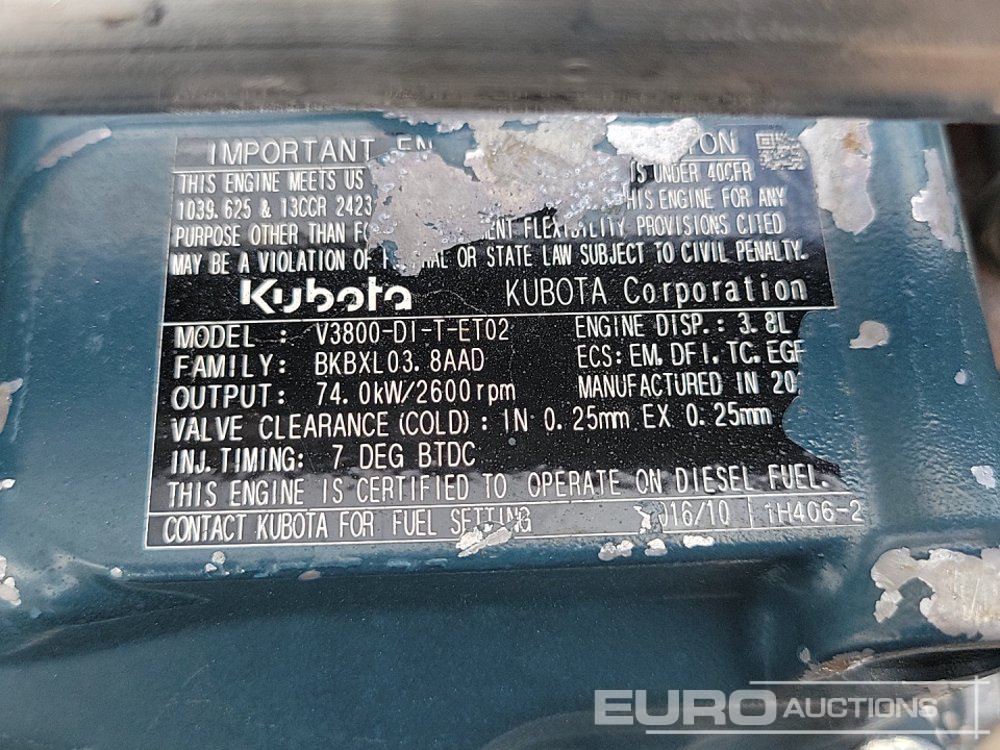 IMPORTANT
THIS ENGINE MEETS US IS UNDER 40CFR
1039.625 & 13CCR 2423 THIS ENGINE FOR ANY
PURPOSE OTHER THAN FLEXIBILITY PROVISIONS CITED
MAY BE A VIOLATION OF OR STATE LAW SUBJECT TO CIVIL PENALTY.
Kubota KUBOTA Corporation
MODEL : V3800-DI-T-ET02 ENGINE DISP.: 3.8L
FAMILY: BKBXL03.8AAD ECS: EM. DFI. TC. EGR
OUTPUT: 74.0kW/2600rpm MANUFACTURED IN 20
VALVE CLEARANCE (COLD) : IN 0.25mm EX 0.25mm
INJ. TIMING: 7 DEG BTDC
THIS ENGINE IS CERTIFIED TO OPERATE ON DIESEL FUEL.
CONTACT KUBOTA FOR FUEL SETTING 016/10 1H406-2
EURO AUCTIONS